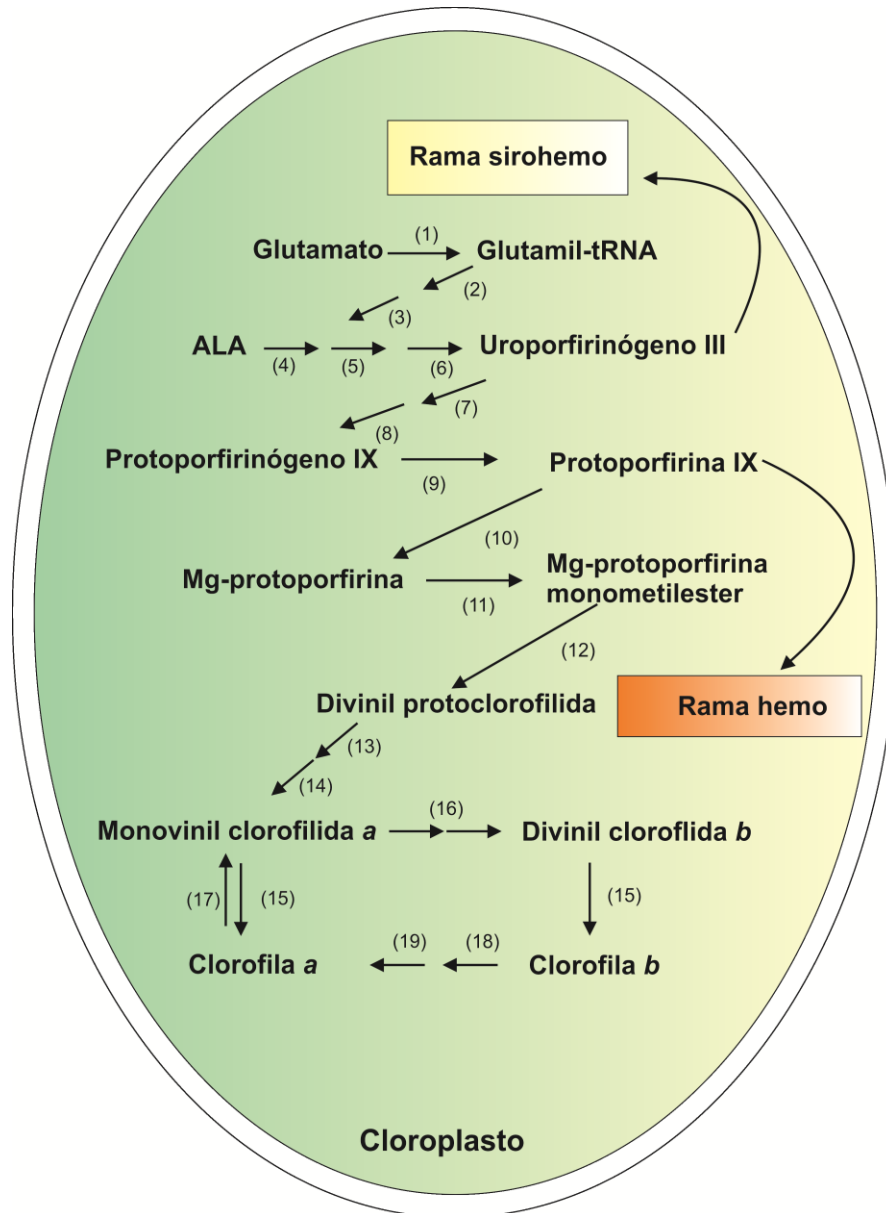 Rama sirohemo
(1)
Glutamato Glutamil-tRNA
(2)
(3)
ALA Uroporfirinógeno III
(4) (5) (6)
(7)
(8)
Protoporfirinógeno IX Protoporfirina IX
(9)
(10)
Mg-protoporfirina Mg-protoporfirina
monometilester
(11)
(12)
Divinil protoclorofilida Rama hemo
(13)
(14)
(16)
Monovinil clorofilida a Divinil cloroflida b
(17) (15) (15)
(19) (18)
Clorofila a Clorofila b
Cloroplasto